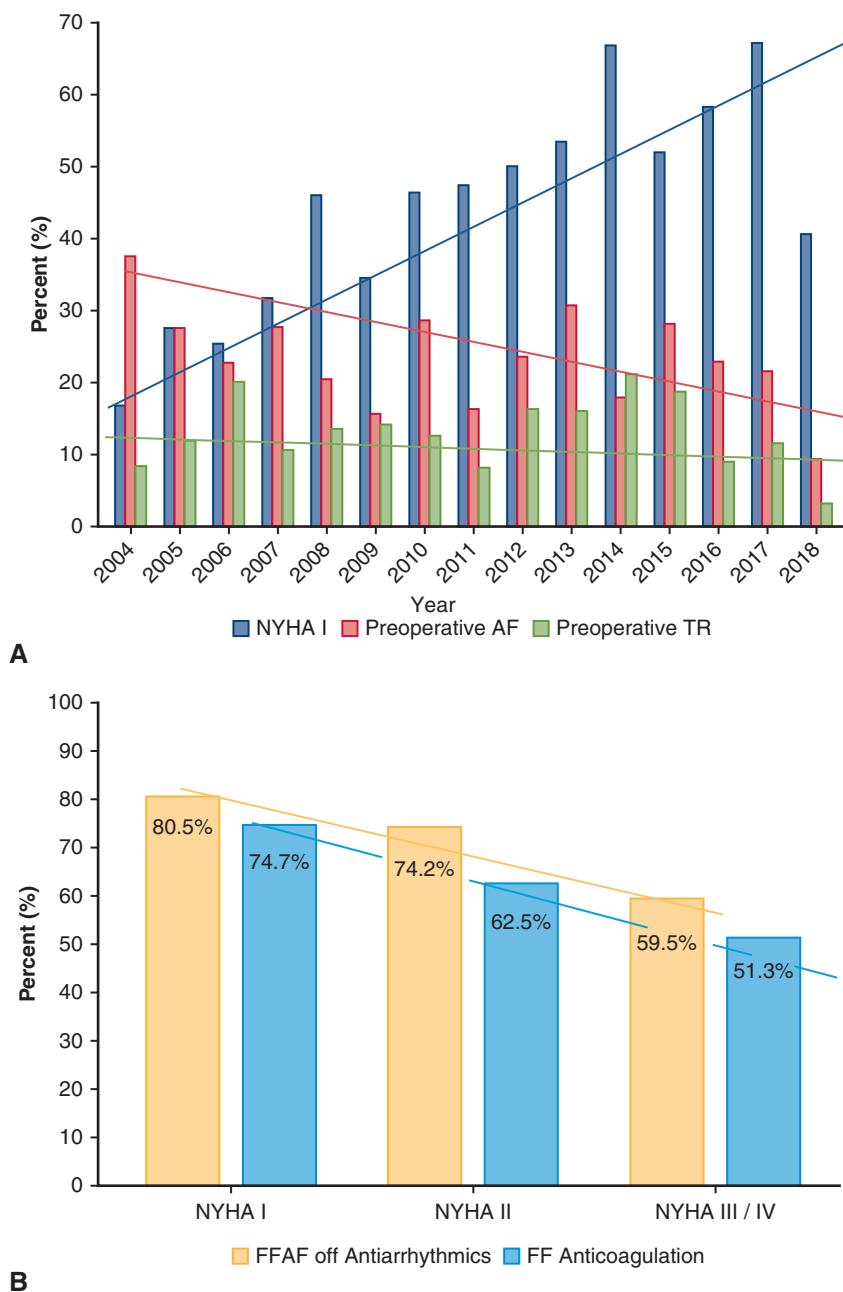 70
60
50
40
30
20
10
0
Percent (%)
2004 2005 2006 2007 2008 2009 2010 2011 2012 2013 2014 2015 2016 2017 2018
Year
NYHA I Preoperative AF Preoperative TR
A
100
90
80
70
60
50
40
30
20
10
0
Percent (%)
80.5%
74.7%
74.2%
62.5%
59.5%
51.3%
NYHA I NYHA II NYHA III / IV
FFAF off Antiarrhythmics FF Anticoagulation
B